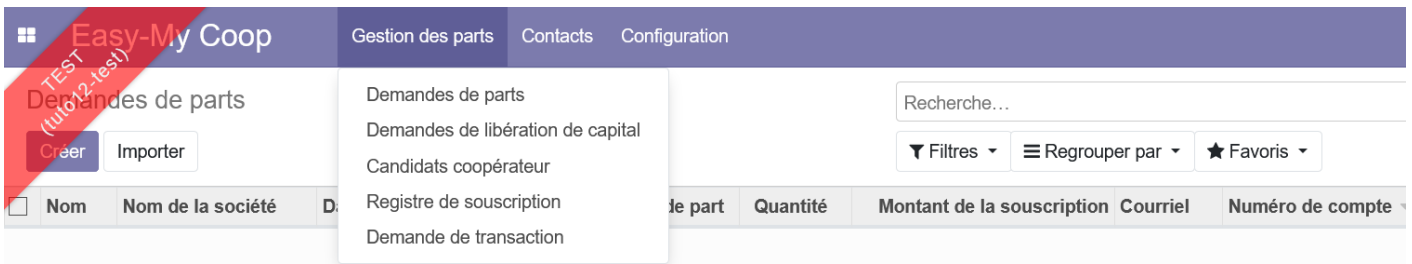 Easy-My Coop Gestion des parts Contacts Configuration
TEST
(tuto12-test)
Demandes de parts
Recherche...
Créer Importer
Filtres Regrouper par Favoris
Demandes de parts
Demandes de libération de capital
Candidats coopérateur
Registre de souscription
Demande de transaction
Nom Nom de la société de part Quantité Montant de la souscription Courriel Numéro de compte